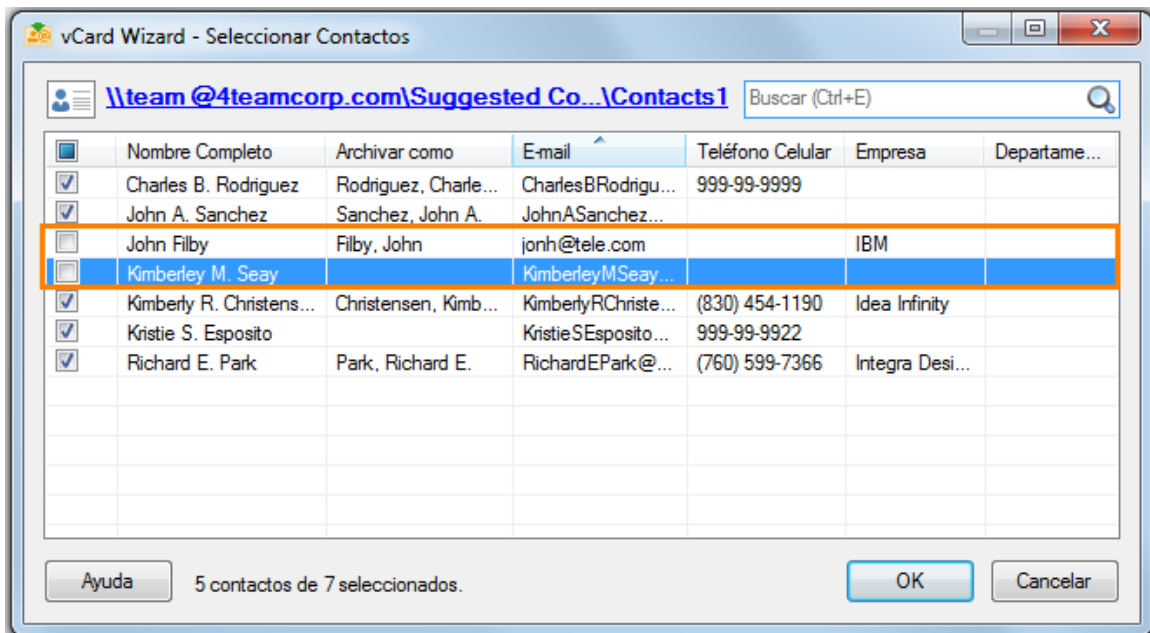 vCard Wizard - Seleccionar Contactos
\\team @4teamcorp.com\Suggested Co...\Contacts1 Buscar (Ctrl+E)
Nombre Completo Archivar como E-mail Teléfono Celular Empresa Departame...
Charles B. Rodriguez Rodriguez, Charle... CharlesBRodrigu... 999-99-9999
John A. Sanchez Sanchez, John A. JohnASanchez...
John Filby Filby, John jonh@tele.com IBM
Kimberley M. Seay KimberleyMSeay...
Kimberly R. Christens... Christensen, Kimb... KimberlyRChriste... (830) 454-1190 Idea Infinity
Kristie S. Esposito KristieSEsposito... 999-99-9922
Richard E. Park Park, Richard E. RichardEPark@... (760) 599-7366 Integra Desi...
Ayuda 5 contactos de 7 seleccionados. OK Cancelar